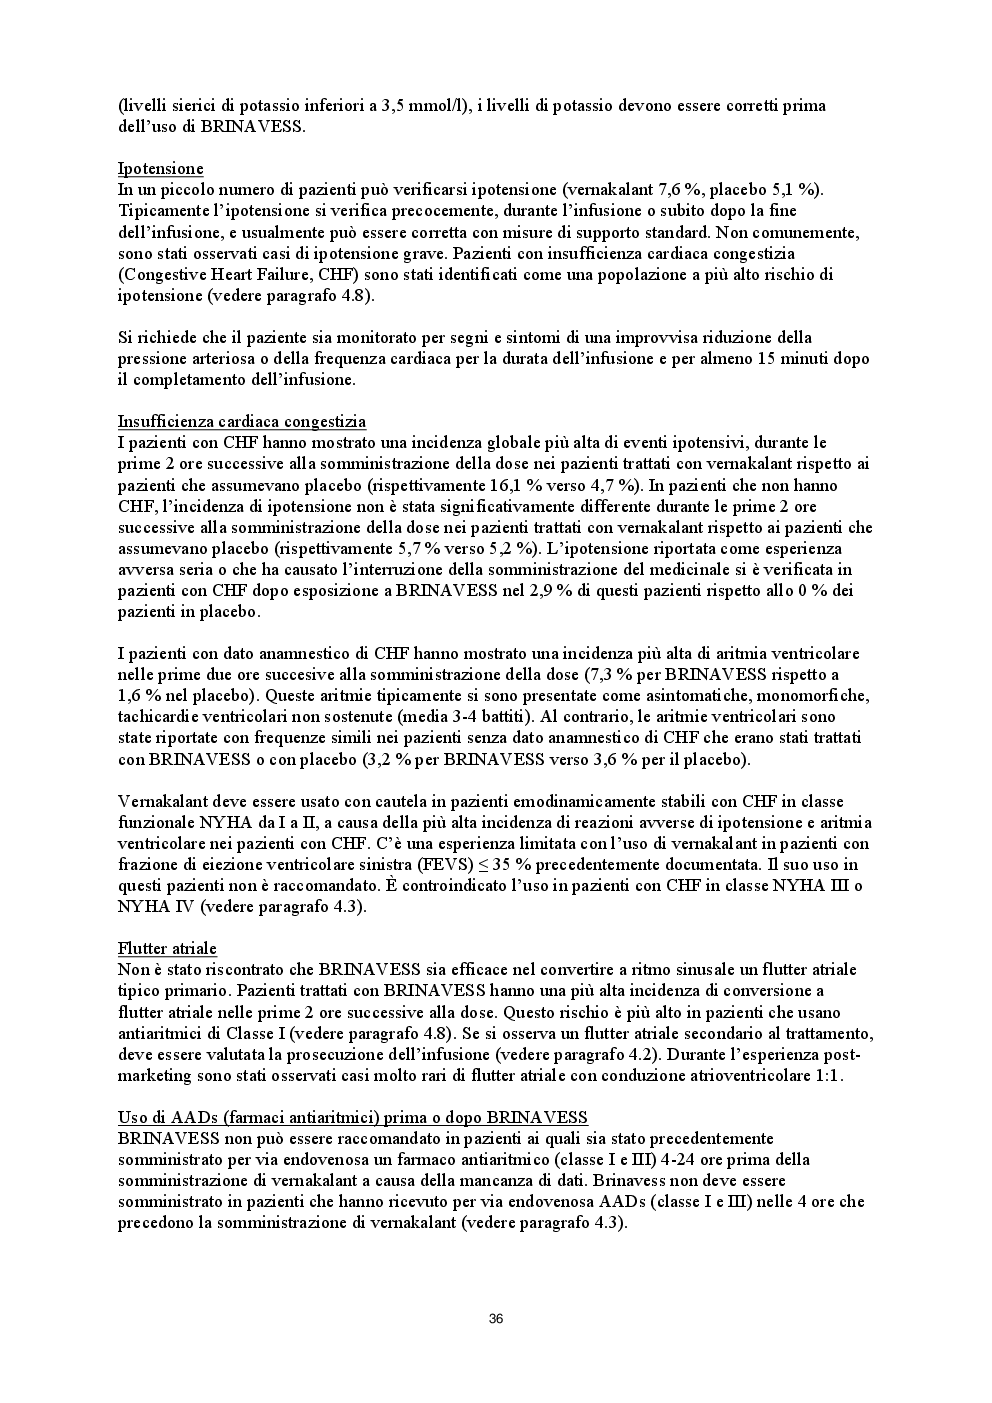 (livelli sierici di potassio inferiori a 3,5 mmol/l), i livelli di potassio devono essere corretti prima
dell’uso di BRINAVESS.
Ipotensione
In un piccolo numero di pazienti può verificarsi ipotensione (vernakalant 7,6 %, placebo 5,1 %).
Tipicamente l’ipotensione si verifica precocemente, durante l’infusione o subito dopo la fine
dell’infusione, e usualmente può essere corretta con misure di supporto standard. Non comunemente,
sono stati osservati casi di ipotensione grave. Pazienti con insufficienza cardiaca congestizia
(Congestive Heart Failure, CHF) sono stati identificati come una popolazione a più alto rischio di
ipotensione (vedere paragrafo 4.8).
Si richiede che il paziente sia monitorato per segni e sintomi di una improvvisa riduzione della
pressione arteriosa o della frequenza cardiaca per la durata dell’infusione e per almeno 15 minuti dopo
il completamento dell’infusione.
Insufficienza cardiaca congestizia
I pazienti con CHF hanno mostrato una incidenza globale più alta di eventi ipotensivi, durante le
prime 2 ore successive alla somministrazione della dose nei pazienti trattati con vernakalant rispetto ai
pazienti che assumevano placebo (rispettivamente 16,1 % verso 4,7 %). In pazienti che non hanno
CHF, l’incidenza di ipotensione non è stata significativamente differente durante le prime 2 ore
successive alla somministrazione della dose nei pazienti trattati con vernakalant rispetto ai pazienti che
assumevano placebo (rispettivamente 5,7 % verso 5,2 %). L’ipotensione riportata come esperienza
avversa seria o che ha causato l’interruzione della somministrazione del medicinale si è verificata in
pazienti con CHF dopo esposizione a BRINAVESS nel 2,9 % di questi pazienti rispetto allo 0 % dei
pazienti in placebo.
I pazienti con dato anamnestico di CHF hanno mostrato una incidenza più alta di aritmia ventricolare
nelle prime due ore succesive alla somministrazione della dose (7,3 % per BRINAVESS rispetto a
1,6 % nel placebo). Queste aritmie tipicamente si sono presentate come asintomatiche, monomorfiche,
tachicardie ventricolari non sostenute (media 3-4 battiti). Al contrario, le aritmie ventricolari sono
state riportate con frequenze simili nei pazienti senza dato anamnestico di CHF che erano stati trattati
con BRINAVESS o con placebo (3,2 % per BRINAVESS verso 3,6 % per il placebo).
Vernakalant deve essere usato con cautela in pazienti emodinamicamente stabili con CHF in classe
funzionale NYHA da I a II, a causa della più alta incidenza di reazioni avverse di ipotensione e aritmia
ventricolare nei pazienti con CHF. C’è una esperienza limitata con l’uso di vernakalant in pazienti con
frazione di eiezione ventricolare sinistra (FEVS) ≤ 35 % precedentemente documentata. Il suo uso in
questi pazienti non è raccomandato. È controindicato l’uso in pazienti con CHF in classe NYHA III o
NYHA IV (vedere paragrafo 4.3).
Flutter atriale
Non è stato riscontrato che BRINAVESS sia efficace nel convertire a ritmo sinusale un flutter atriale
tipico primario. Pazienti trattati con BRINAVESS hanno una più alta incidenza di conversione a
flutter atriale nelle prime 2 ore successive alla dose. Questo rischio è più alto in pazienti che usano
antiaritmici di Classe I (vedere paragrafo 4.8). Se si osserva un flutter atriale secondario al trattamento,
deve essere valutata la prosecuzione dell’infusione (vedere paragrafo 4.2). Durante l’esperienza post-
marketing sono stati osservati casi molto rari di flutter atriale con conduzione atrioventricolare 1:1.
Uso di AADs (farmaci antiaritmici) prima o dopo BRINAVESS
BRINAVESS non può essere raccomandato in pazienti ai quali sia stato precedentemente
somministrato per via endovenosa un farmaco antiaritmico (classe I e III) 4-24 ore prima della
somministrazione di vernakalant a causa della mancanza di dati. Brinavess non deve essere
somministrato in pazienti che hanno ricevuto per via endovenosa AADs (classe I e III) nelle 4 ore che
precedono la somministrazione di vernakalant (vedere paragrafo 4.3).
36